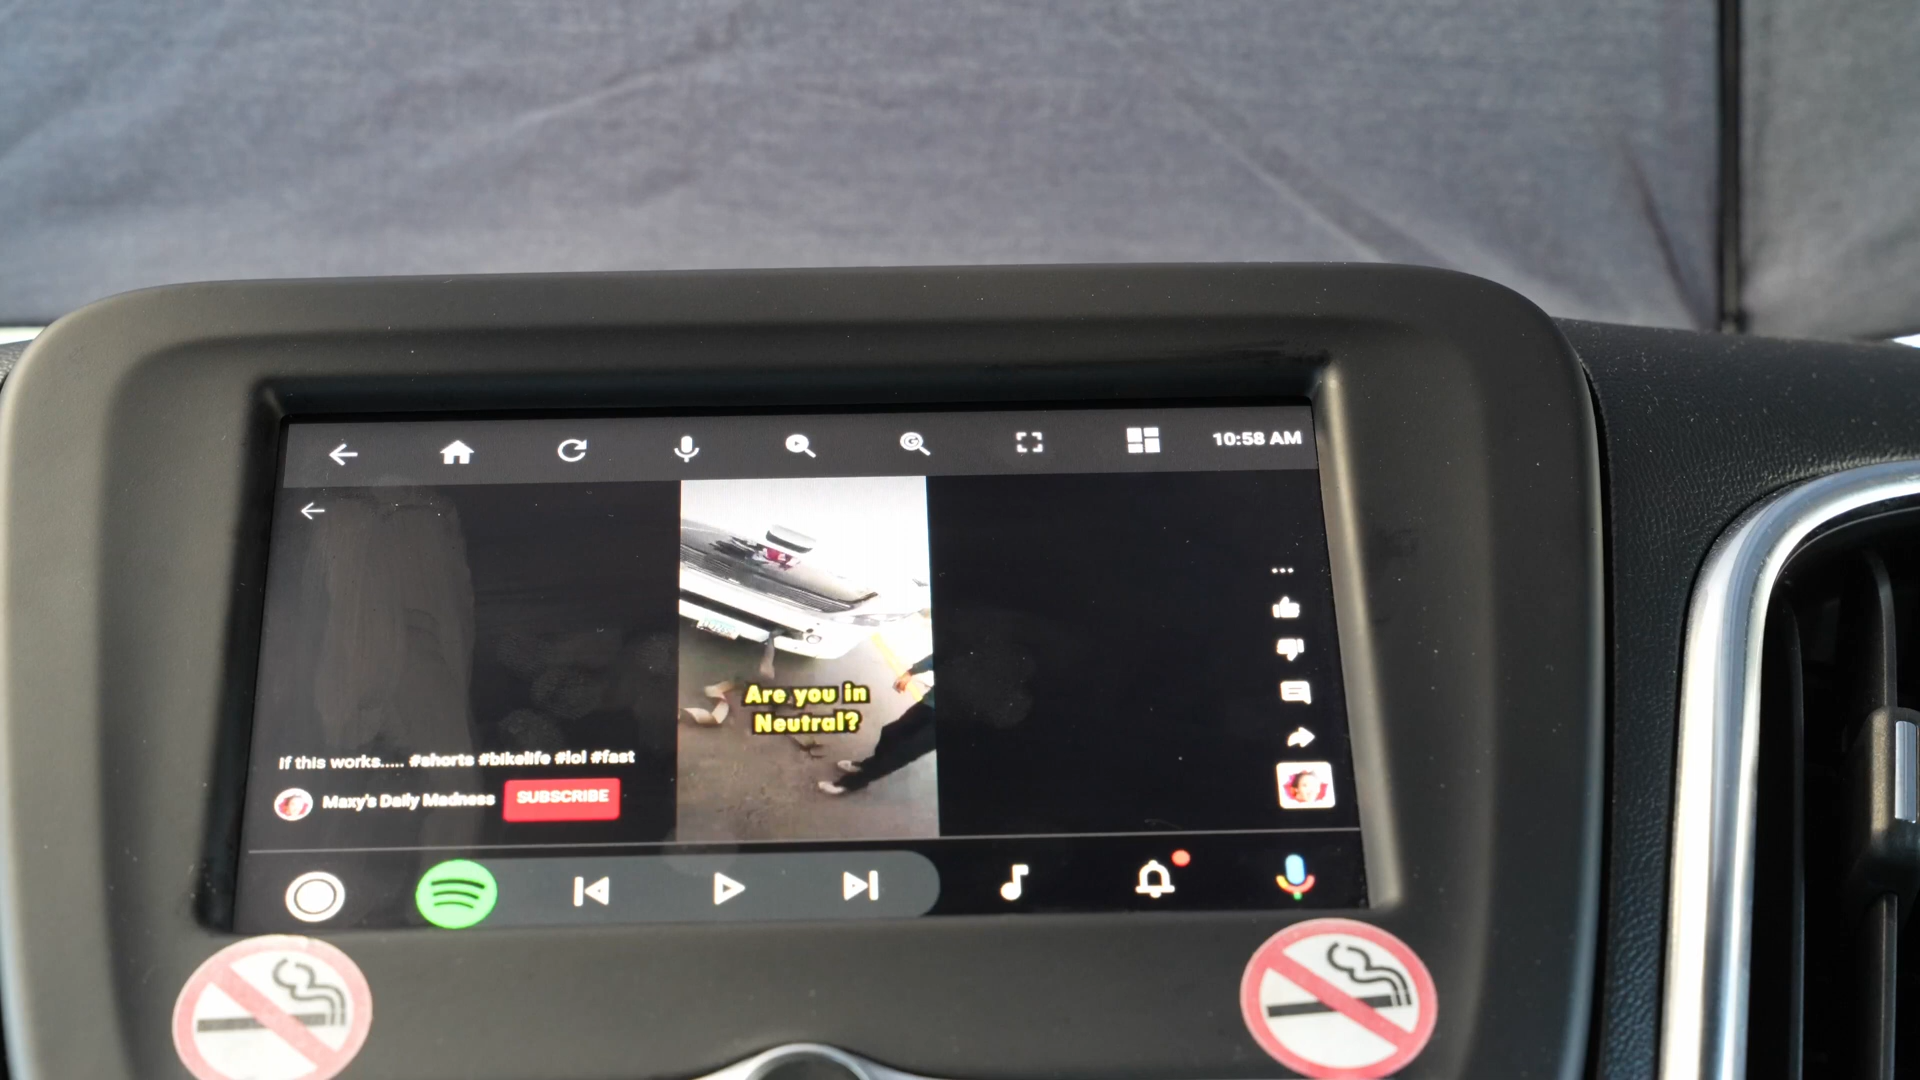 10:58 AM
Are you in
Neutral?
If this works..... #shorts #bikelife #lol #fast
Maxy's Daily Madness
SUBSCRIBE